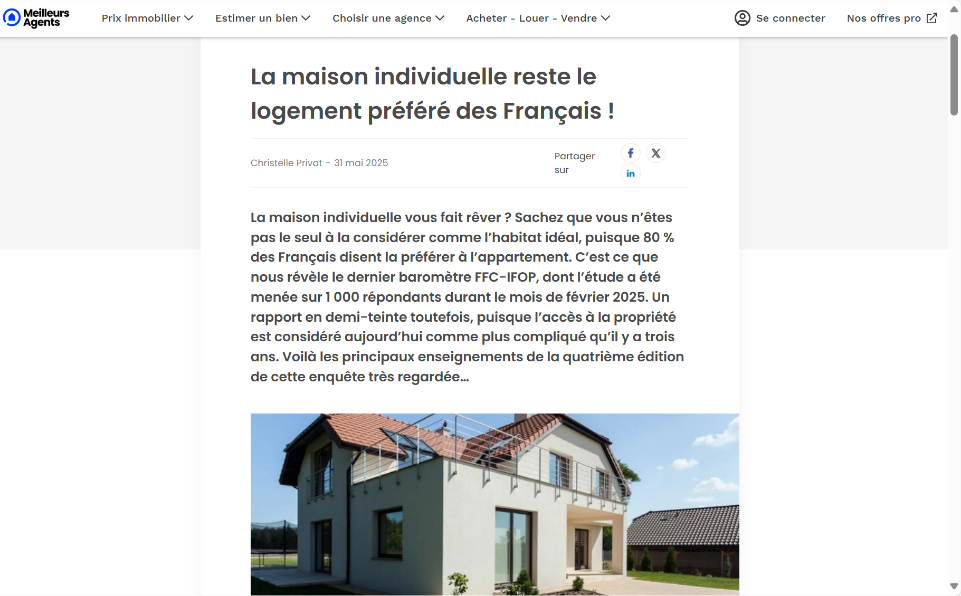 Meilleurs
Agents
Prix immobilier
Estimer un bien
Choisir une agence
Acheter - Louer - Vendre
Se connecter
Nos offres pro
La maison individuelle reste le
logement préféré des Français !
Christelle Privat - 31 mai 2025
Partager
sur
La maison individuelle vous fait rêver ? Sachez que vous n’êtes
pas le seul à la considérer comme l’habitat idéal, puisque 80 %
des Français disent la préférer à l’appartement. C’est ce que
nous révèle le dernier baromètre FFC-IFOP, dont l’étude a été
menée sur 1 000 répondants durant le mois de février 2025. Un
rapport en demi-teinte toutefois, puisque l’accès à la propriété
est considéré aujourd’hui comme plus compliqué qu’il y a trois
ans. Voilà les principaux enseignements de la quatrième édition
de cette enquête très regardée…